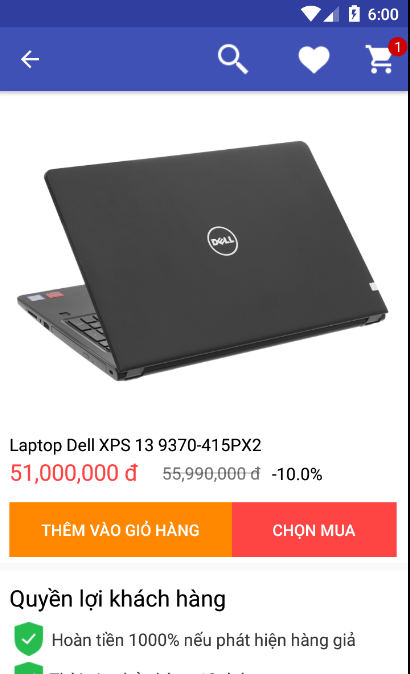 6:00
1
DELL
Laptop Dell XPS 13 9370-415PX2
51,000,000 đ 55,990,000 đ -10.0%
THÊM VÀO GIỎ HÀNG CHỌN MUA
Quyền lợi khách hàng
Hoàn tiền 1000% nếu phát hiện hàng giả